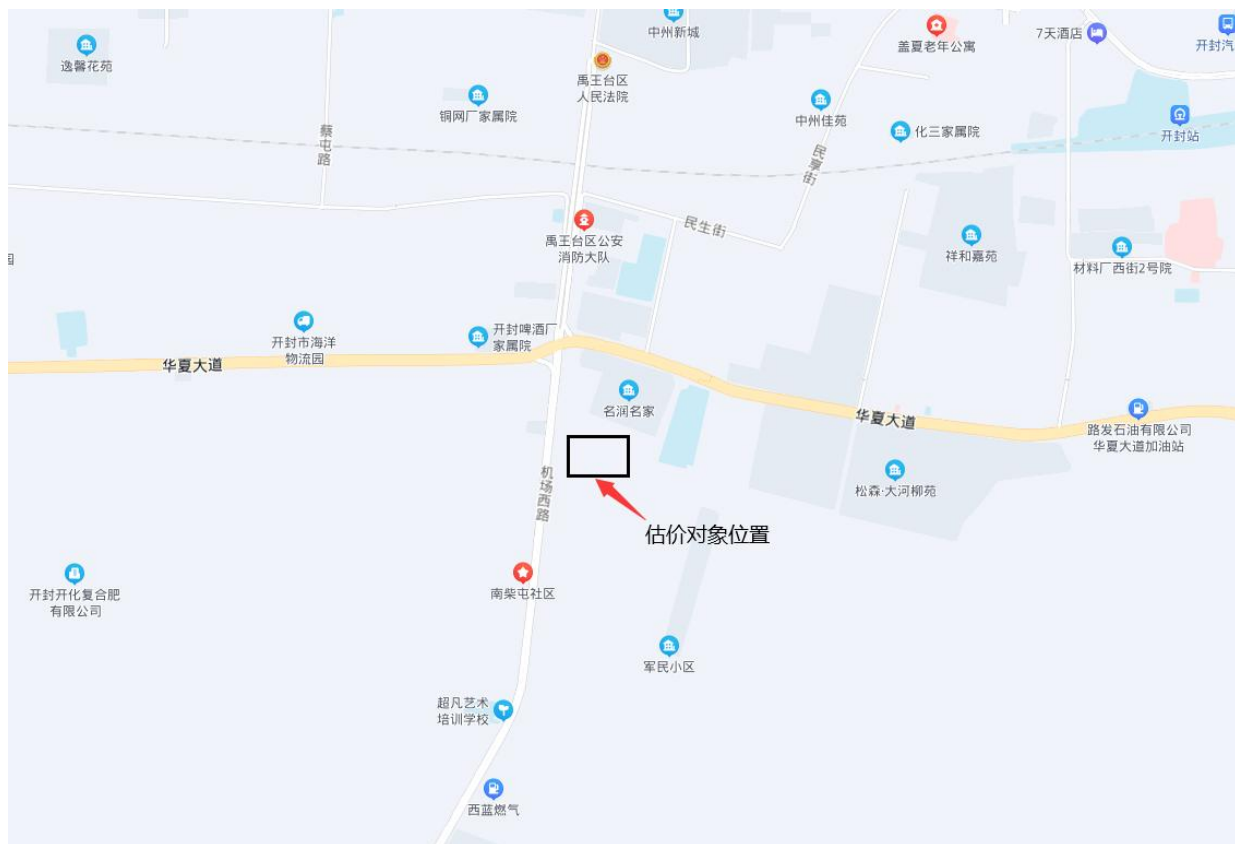 中州新城
盖夏老年公寓
7天酒店
开封汽
逸馨花苑
禹王台区
人民法院
铜网厂家属院
中州佳苑
化三家属院
开封站
蔡屯路
民享街
民生街
禹王台区公安
消防大队
祥和嘉苑
材料厂西街2号院
园
开封市海洋
物流园
开封啤酒厂
家属院
华夏大道
名润名家
华夏大道
路发石油有限公司
华夏大道加油站
机场西路
松森·大河柳苑
估价对象位置
开封开化复合肥
有限公司
南柴屯社区
军民小区
超凡艺术
培训学校
西蓝燃气